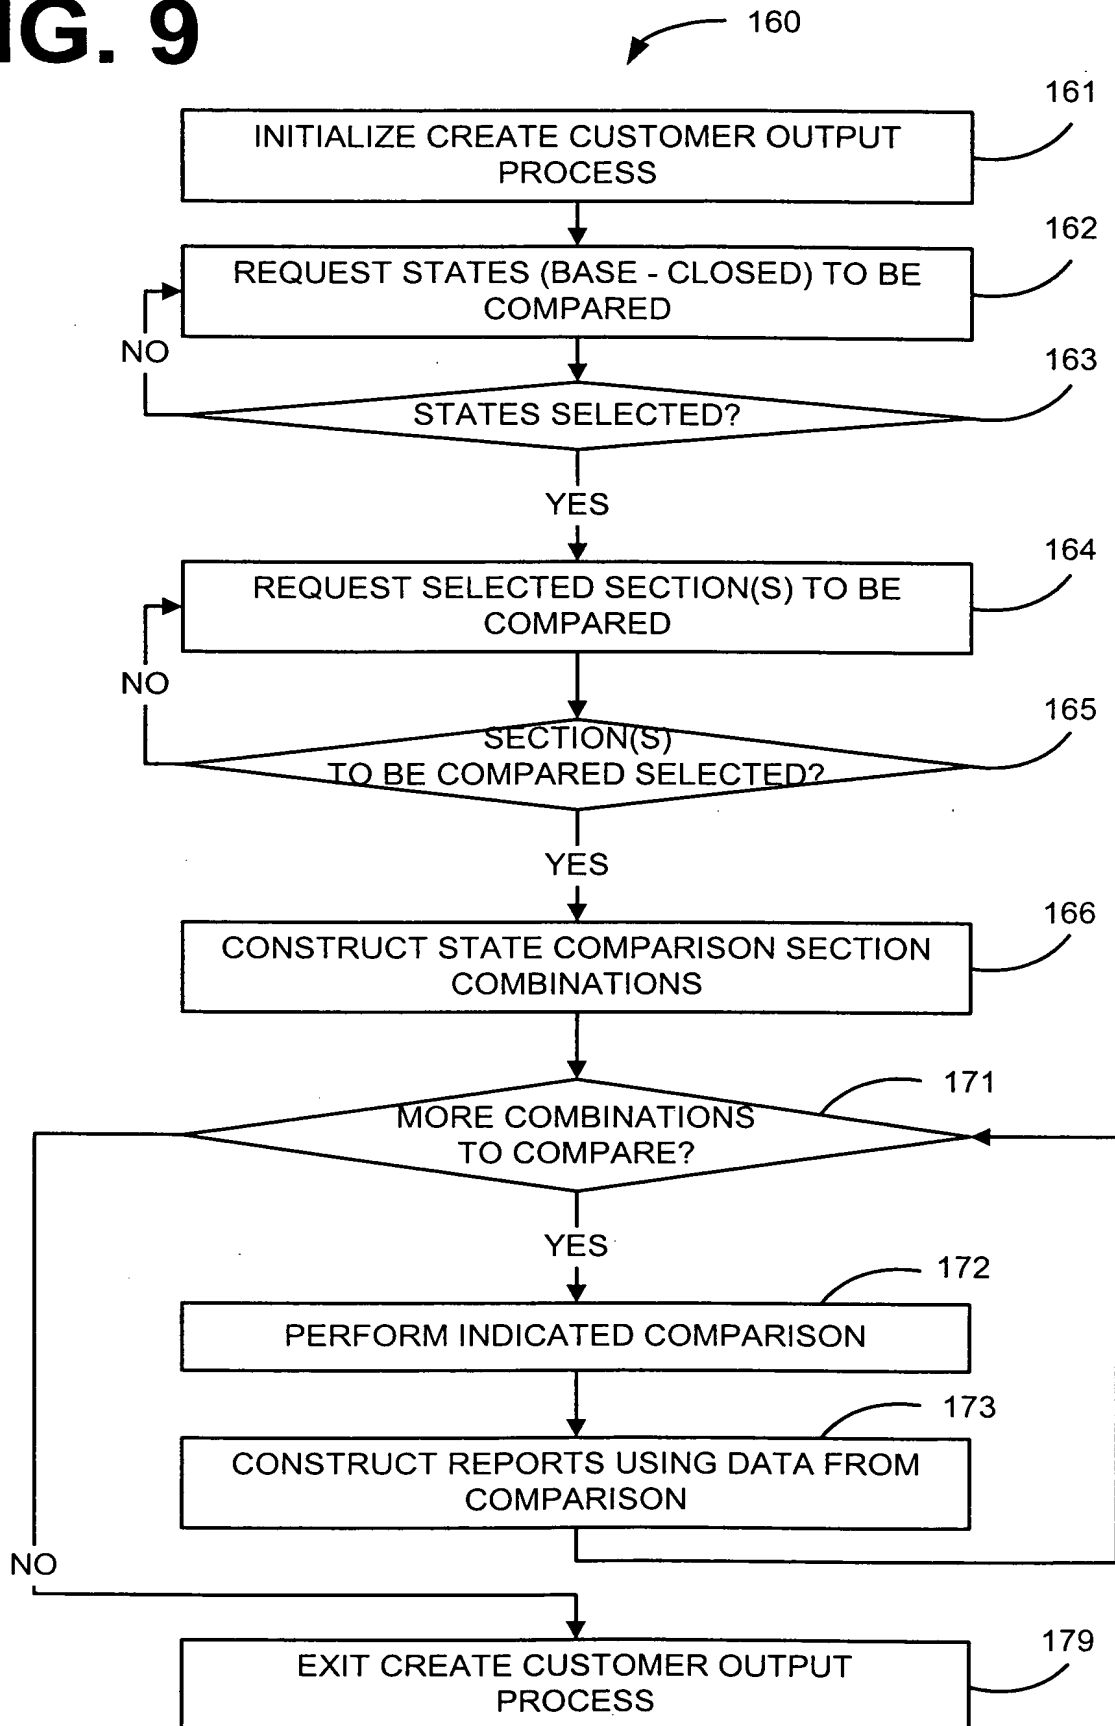 IG. 9
160
161
INITIALIZE CREATE CUSTOMER OUTPUT
PROCESS
162
REQUEST STATES (BASE - CLOSED) TO BE
COMPARED
NO
163
STATES SELECTED?
YES
164
REQUEST SELECTED SECTION(S) TO BE
COMPARED
NO
165
SECTION(S)
TO BE COMPARED SELECTED?
YES
166
CONSTRUCT STATE COMPARISON SECTION
COMBINATIONS
171
MORE COMBINATIONS
TO COMPARE?
YES
172
PERFORM INDICATED COMPARISON
173
CONSTRUCT REPORTS USING DATA FROM
COMPARISON
NO
179
EXIT CREATE CUSTOMER OUTPUT
PROCESS